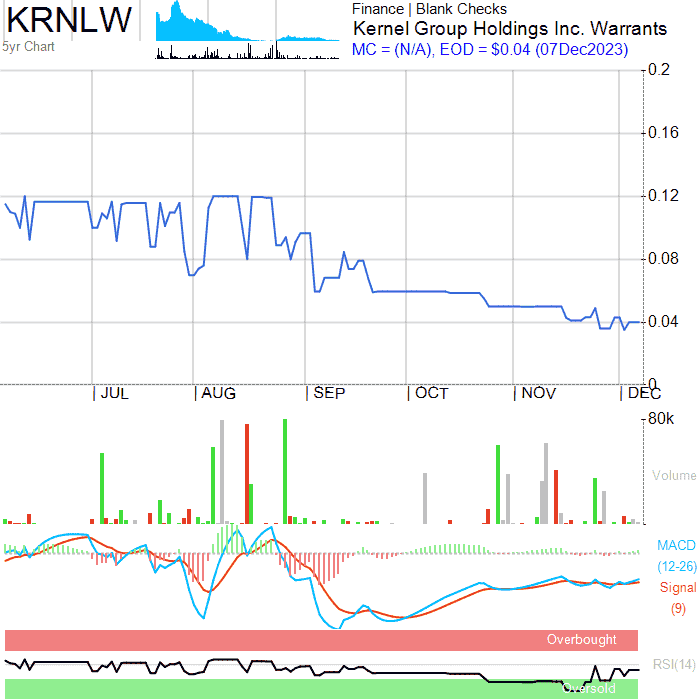 KRNLW
5yr Chart
Finance | Blank Checks
Kernel Group Holdings Inc. Warrants
MC = (N/A), EOD = $0.04 (07Dec2023)
0.2
0.16
0.12
0.08
0.04
0
JUL AUG SEP OCT NOV DEC
80k
Volume
MACD
(12-26)
Signal
(9)
Overbought
RSI(14)
Oversold